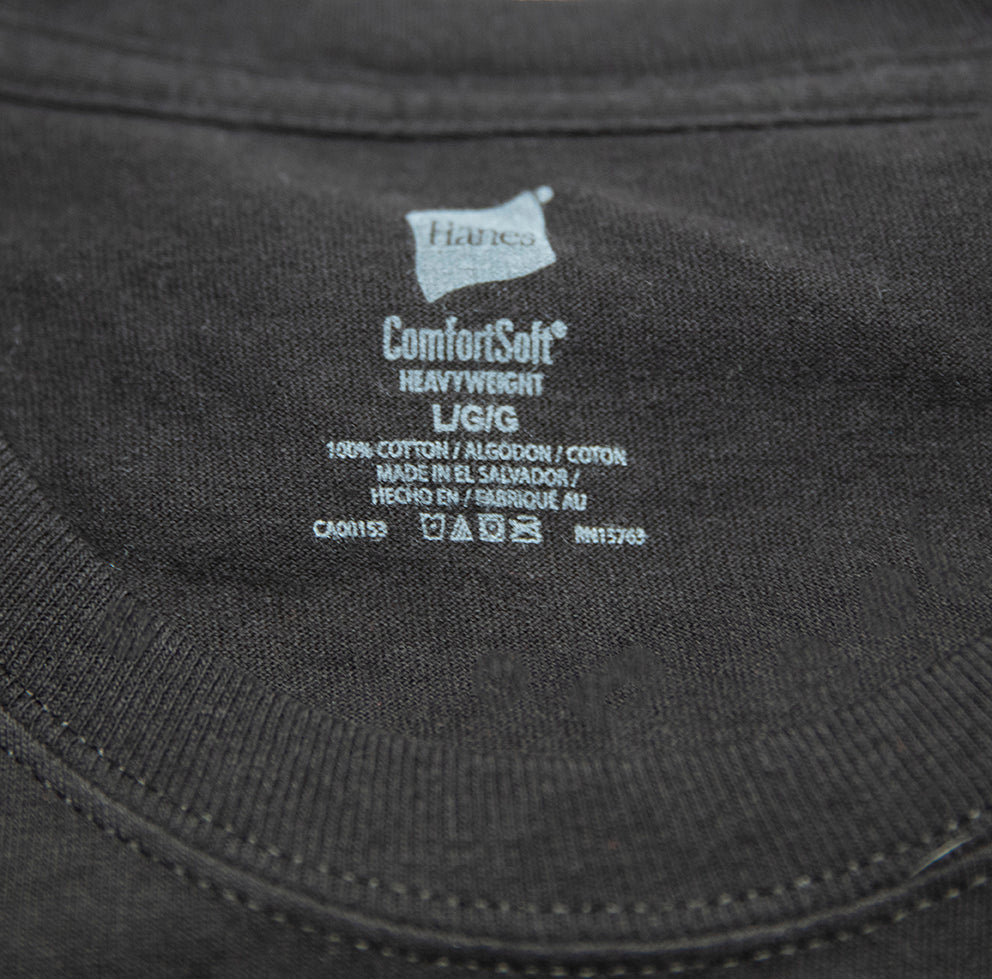 Hanes®
ComfortSoft®
HEAVYWEIGHT
L/G/G
100% COTTON / ALGODON / COTON
MADE IN EL SALVADOR /
HECHO EN / FABRIQUÉ AU
CA00153 RN15763